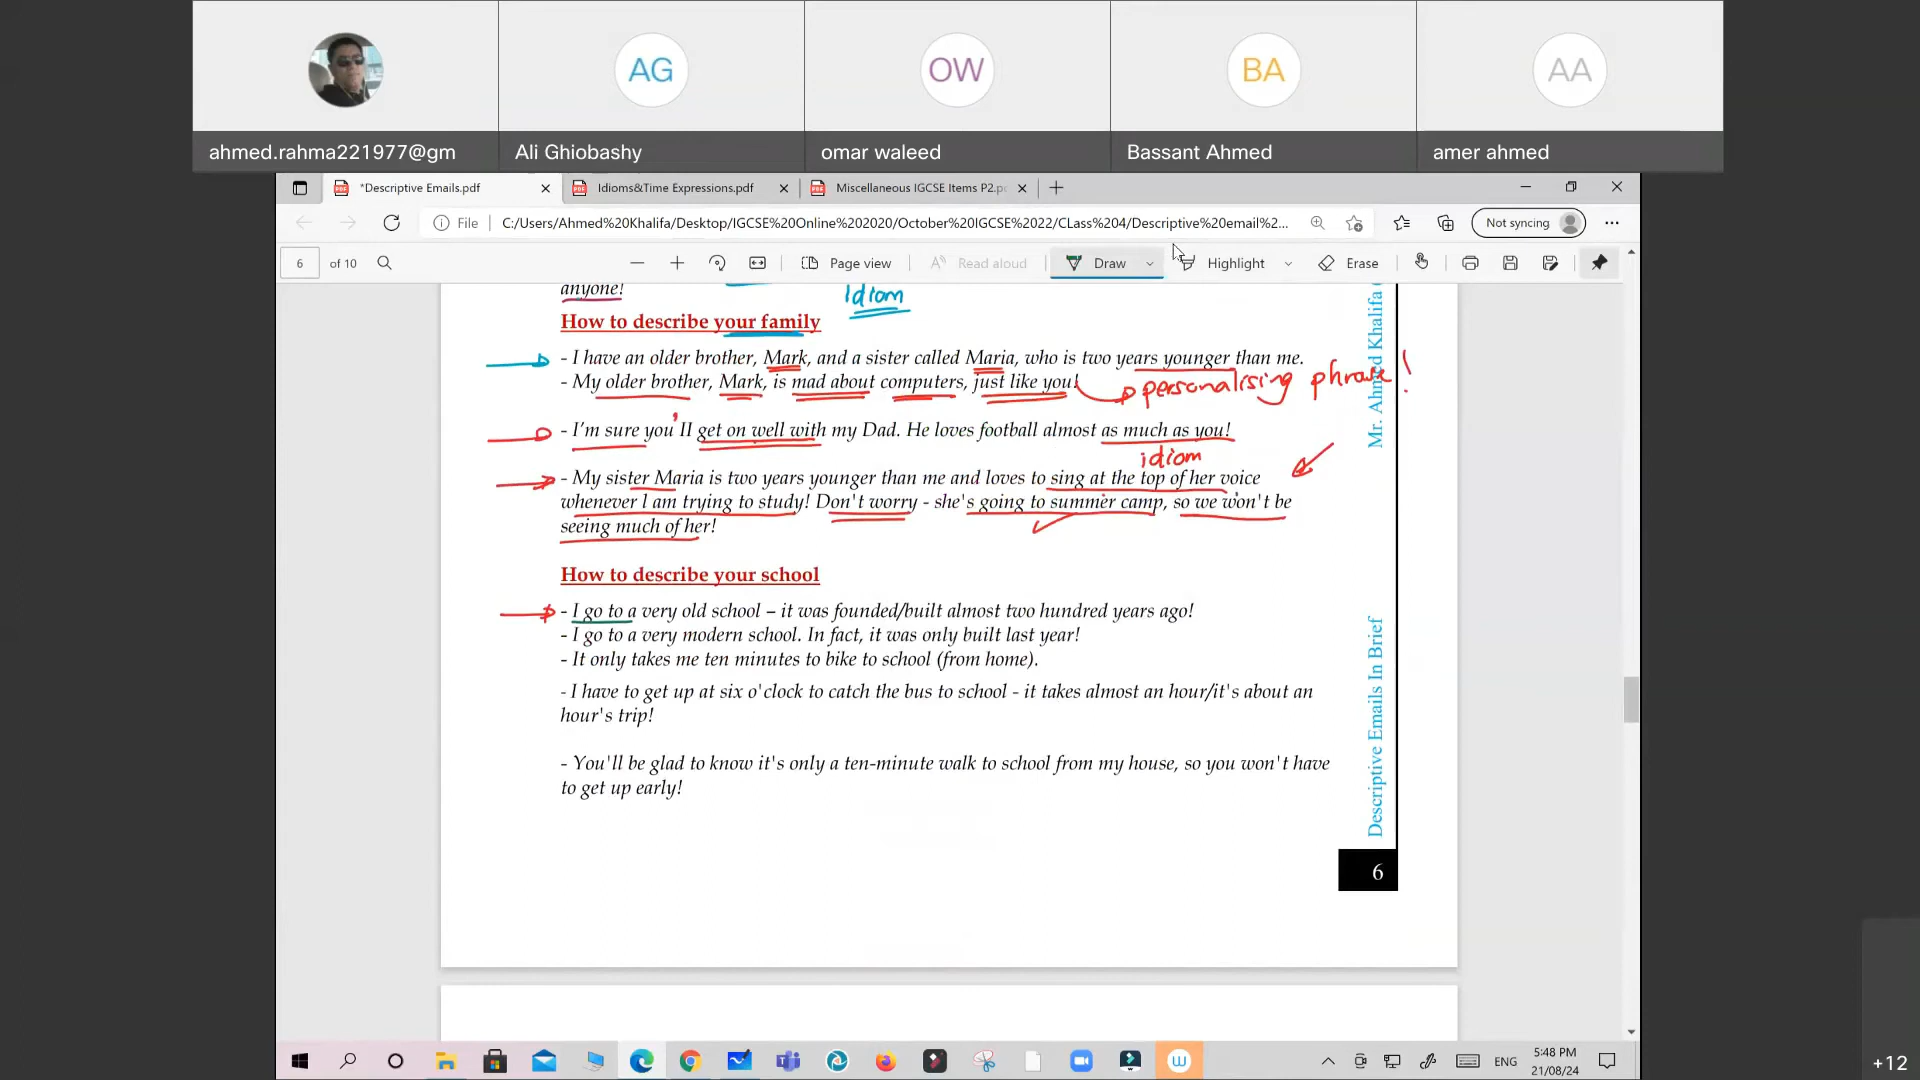 AG
OW
BA
AA
ahmed.rahma221977@gm
Ali Ghiobashy
omar waleed
Bassant Ahmed
amer ahmed
*Descriptive Emails.pdf
Idioms&Time Expressions.pdf
Miscellaneous IGCSE Items P2.p
File
C:/Users/Ahmed%20Khalifa/Desktop/IGCSE%20Online%202020/October%20IGCSE%2022/CLass%204/Descriptive%20email%2...
Not syncing
6
of 10
Page view
Read aloud
Draw
Highlight
Erase
anyone!
idiom
How to describe your family
- I have an older brother, Mark, and a sister called Maria, who is two years younger than me.
- My older brother, Mark, is mad about computers, just like you!
personalising phrase!
- I'm sure you'II get on well with my Dad. He loves football almost as much as you!
idiom
- My sister Maria is two years younger than me and loves to sing at the top of her voice
whenever I am trying to study! Don't worry - she's going to summer camp, so we won't be
seeing much of her!
How to describe your school
- I go to a very old school – it was founded/built almost two hundred years ago!
- I go to a very modern school. In fact, it was only built last year!
- It only takes me ten minutes to bike to school (from home).
- I have to get up at six o'clock to catch the bus to school - it takes almost an hour/it's about an
hour's trip!
- You'll be glad to know it's only a ten-minute walk to school from my house, so you won't have
to get up early!
Mr. Ahmed Khalifa
Descriptive Emails In Brief
6
ENG
5:48 PM
21/08/24
+12